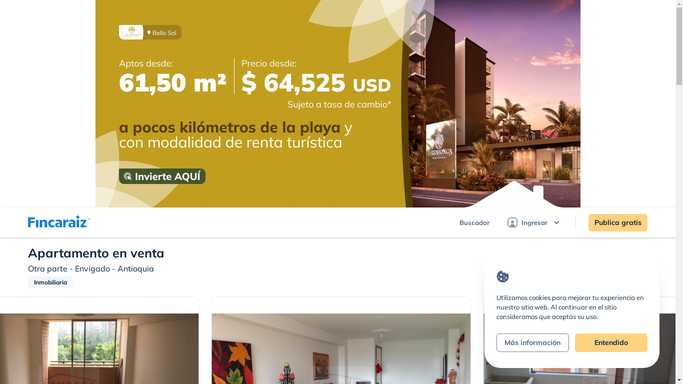 Bello Sol
Aptos desde:
61,50 m²
Precio desde:
$ 64,525 USD
Sujeto a tasa de cambio*
a pocos kilómetros de la playa y
con modalidad de renta turística
Invierte AQUÍ
Fincaraiz
Buscador
Ingresar
Publica gratis
Apartamento en venta
Otra parte - Envigado - Antioquia
Inmobiliaria
Utilizamos cookies para mejorar tu experiencia en
nuestro sitio web. Al continuar en el sitio
consideramos que aceptas su uso.
Más información
Entendido